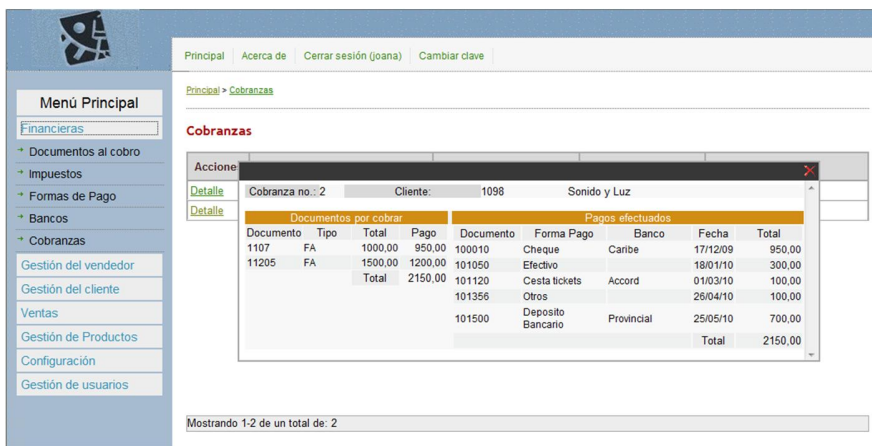 Principal Acerca de Cerrar sesión (joana) Cambiar clave
Principal > Cobranzas
Menú Principal
Financieras
Documentos al cobro
Impuestos
Formas de Pago
Bancos
Cobranzas
Gestión del vendedor
Gestión del cliente
Ventas
Gestión de Productos
Configuración
Gestión de usuarios
Cobranzas
Accione
Detalle
Detalle
Cobranza no.: 2 Cliente: 1098 Sonido y Luz
Documentos por cobrar
Documento Tipo Total Pago
1107 FA 1000,00 950,00
11205 FA 1500,00 1200,00
Total 2150,00
Pagos efectuados
Documento Forma Pago Banco Fecha Total
100010 Cheque Caribe 17/12/09 950,00
101050 Efectivo 18/01/10 300,00
101120 Cesta tickets Accord 01/03/10 100,00
101356 Otros 26/04/10 100,00
101500 Deposito Bancario Provincial 25/05/10 700,00
Total 2150,00
Mostrando 1-2 de un total de: 2